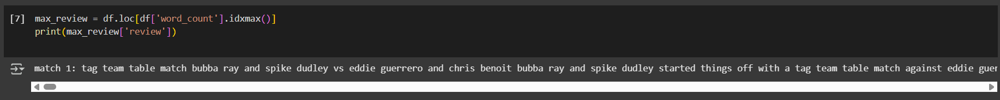 [7] max_review = df.loc[df['word_count'].idxmax()]
print(max_review['review'])
match 1: tag team table match bubba ray and spike dudley vs eddie guerrero and chris benoit bubba ray and spike dudley started things off with a tag team table match against eddie guer